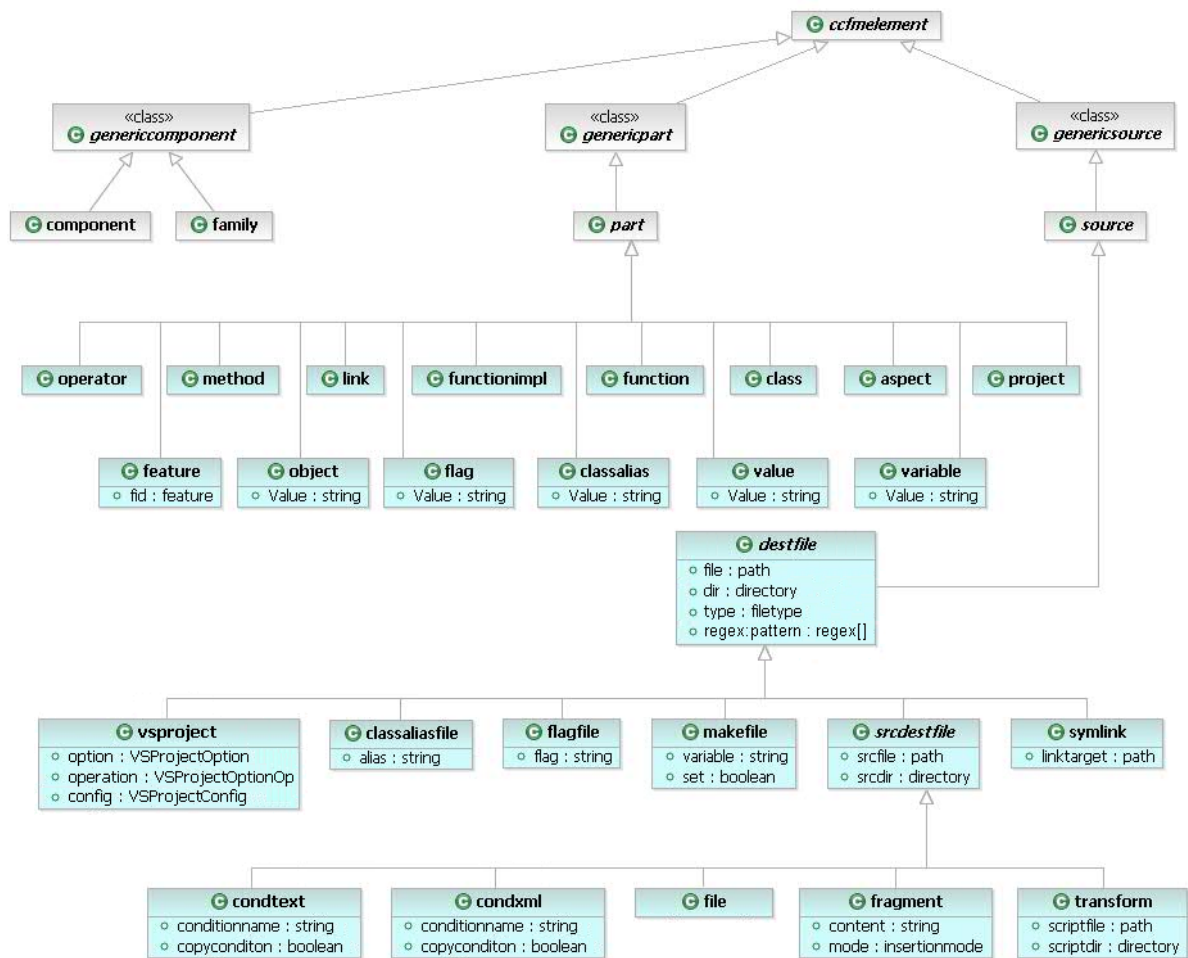 ccfmelement
«class»
genericcomponent
«class»
genericpart
«class»
genericsource
component
family
part
source
operator
method
link
functionimpl
function
class
aspect
project
feature
fid : feature
object
Value : string
flag
Value : string
classalias
Value : string
value
Value : string
variable
Value : string
destfile
file : path
dir : directory
type : filetype
regex:pattern : regex[]
vsproject
option : VSProjectOption
operation : VSProjectOptionOp
config : VSProjectConfig
classaliasfile
alias : string
flagfile
flag : string
makefile
variable : string
set : boolean
srcdestfile
srcfile : path
srcdir : directory
symlink
linktarget : path
condtext
conditionname : string
copyconditon : boolean
condxml
conditionname : string
copyconditon : boolean
file
fragment
content : string
mode : insertionmode
transform
scriptfile : path
scriptdir : directory